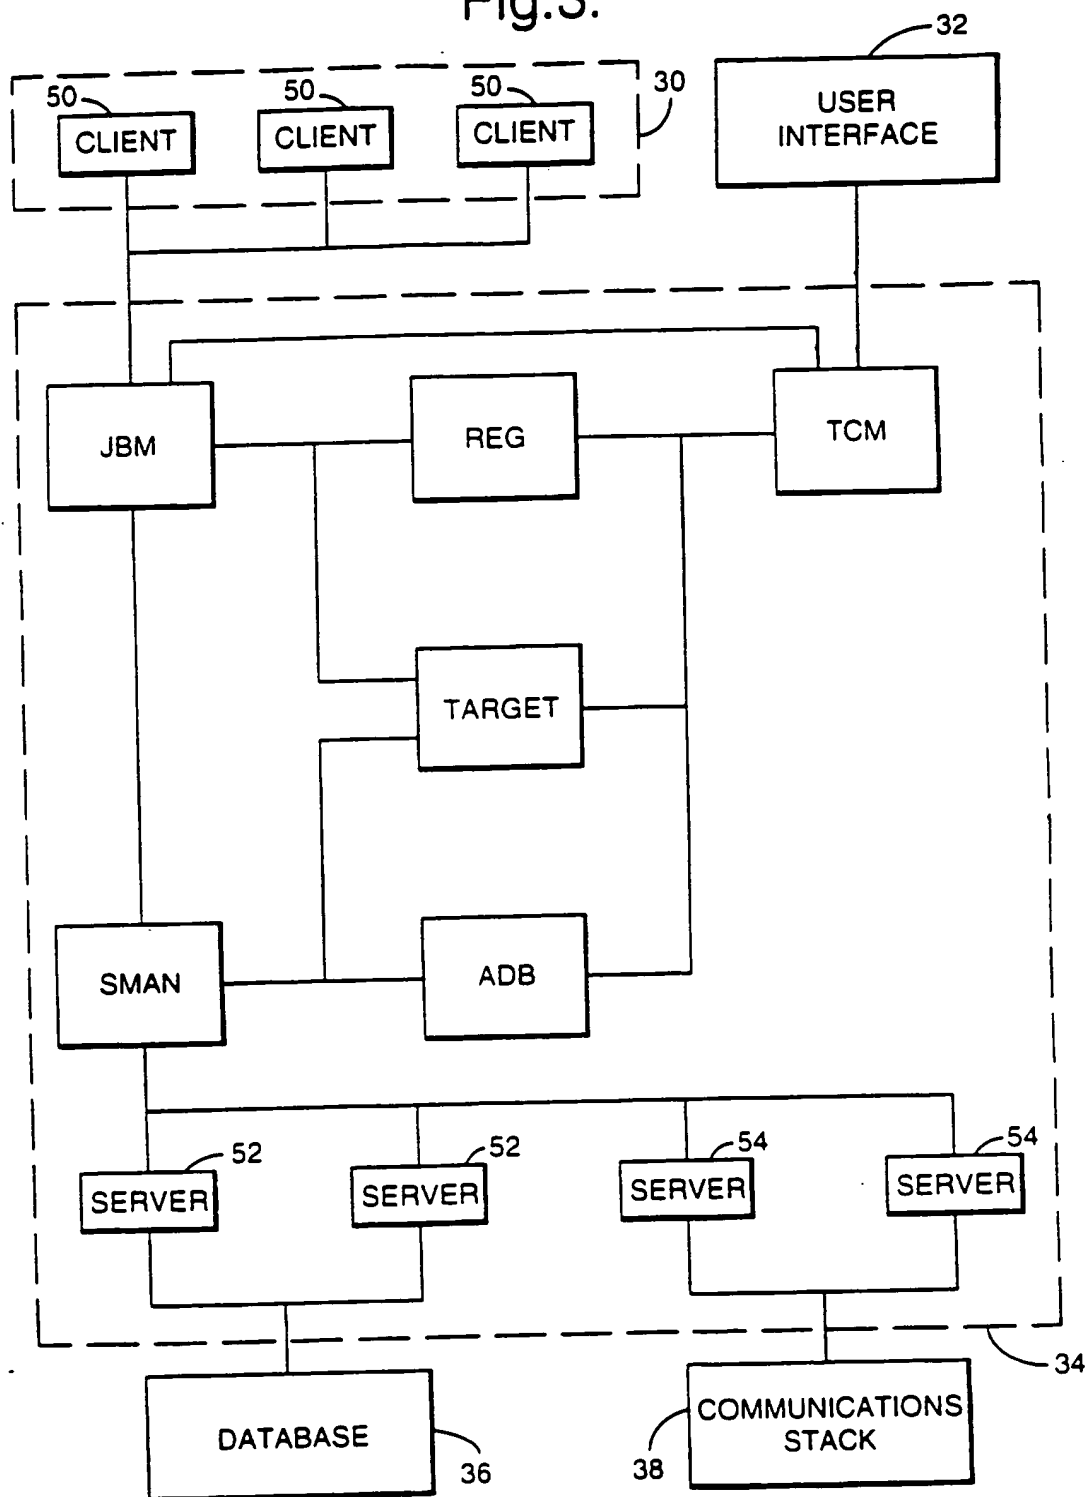 Fig.3.
32
50
50
50
30
CLIENT
CLIENT
CLIENT
USER
INTERFACE
JBM
REG
TCM
TARGET
SMAN
ADB
52
52
54
54
SERVER
SERVER
SERVER
SERVER
34
DATABASE
36
38
COMMUNICATIONS
STACK